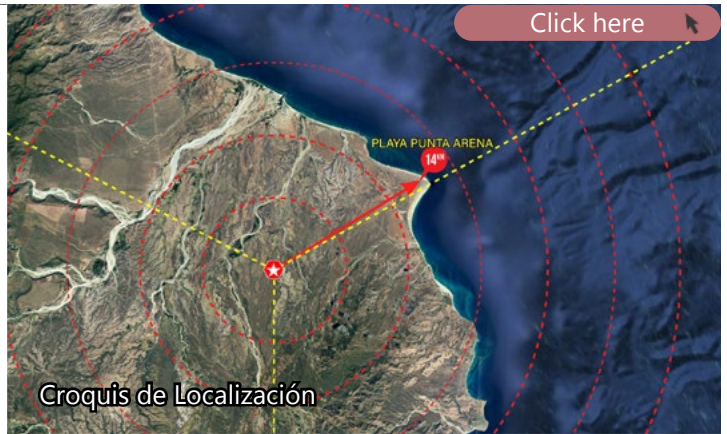 Click here
PLAYA PUNTA ARENA
14KM
Croquis de Localización